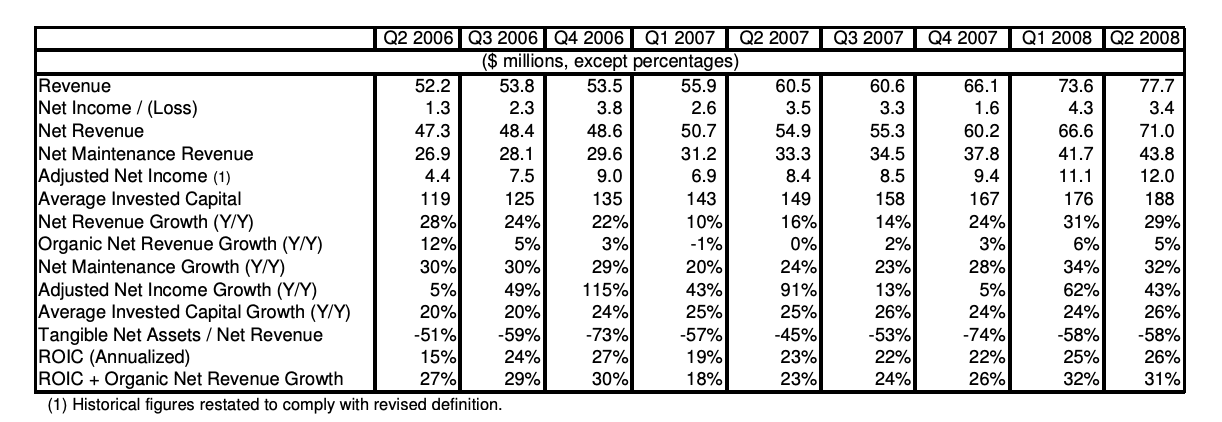 Q2 2006 Q3 2006 Q4 2006 Q1 2007 Q2 2007 Q3 2007 Q4 2007 Q1 2008 Q2 2008
($ millions, except percentages)
Revenue 52.2 53.8 53.5 55.9 60.5 60.6 66.1 73.6 77.7
Net Income / (Loss) 1.3 2.3 3.8 2.6 3.5 3.3 1.6 4.3 3.4
Net Revenue 47.3 48.4 48.6 50.7 54.9 55.3 60.2 66.6 71.0
Net Maintenance Revenue 26.9 28.1 29.6 31.2 33.3 34.5 37.8 41.7 43.8
Adjusted Net Income (1) 4.4 7.5 9.0 6.9 8.4 8.5 9.4 11.1 12.0
Average Invested Capital 119 125 135 143 149 158 167 176 188
Net Revenue Growth (Y/Y) 28% 24% 22% 10% 16% 14% 24% 31% 29%
Organic Net Revenue Growth (Y/Y) 12% 5% 3% -1% 0% 2% 3% 6% 5%
Net Maintenance Growth (Y/Y) 30% 30% 29% 20% 24% 23% 28% 34% 32%
Adjusted Net Income Growth (Y/Y) 5% 49% 115% 43% 91% 13% 5% 62% 43%
Average Invested Capital Growth (Y/Y) 20% 20% 24% 25% 25% 26% 24% 24% 26%
Tangible Net Assets / Net Revenue -51% -59% -73% -57% -45% -53% -74% -58% -58%
ROIC (Annualized) 15% 24% 27% 19% 23% 22% 22% 25% 26%
ROIC + Organic Net Revenue Growth 27% 29% 30% 18% 23% 24% 26% 32% 31%
(1) Historical figures restated to comply with revised definition.